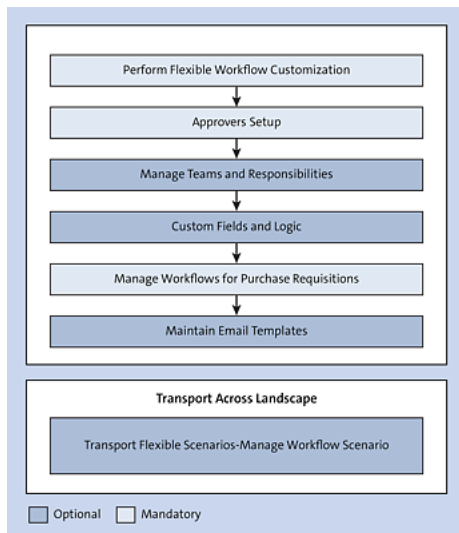 Perform Flexible Workflow Customization
Approvers Setup
Manage Teams and Responsibilities
Custom Fields and Logic
Manage Workflows for Purchase Requisitions
Maintain Email Templates
Transport Across Landscape
Transport Flexible Scenarios-Manage Workflow Scenario
Optional
Mandatory